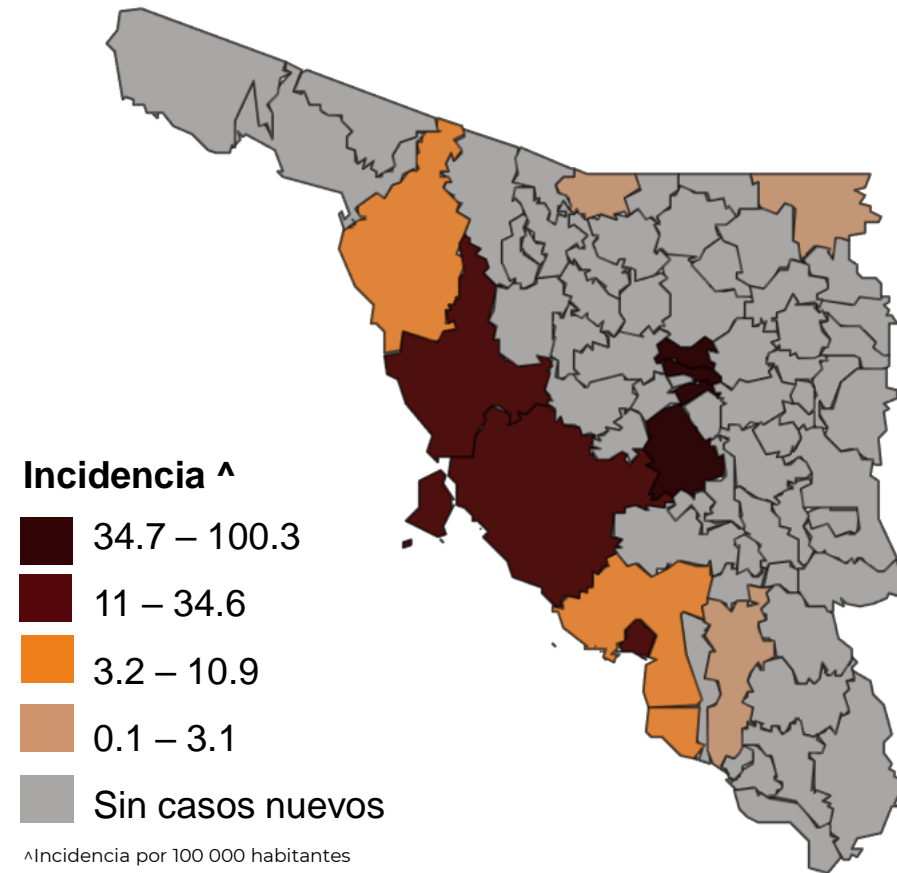 Incidencia ^
34.7 – 100.3
11 – 34.6
3.2 – 10.9
0.1 – 3.1
Sin casos nuevos
^Incidencia por 100 000 habitantes